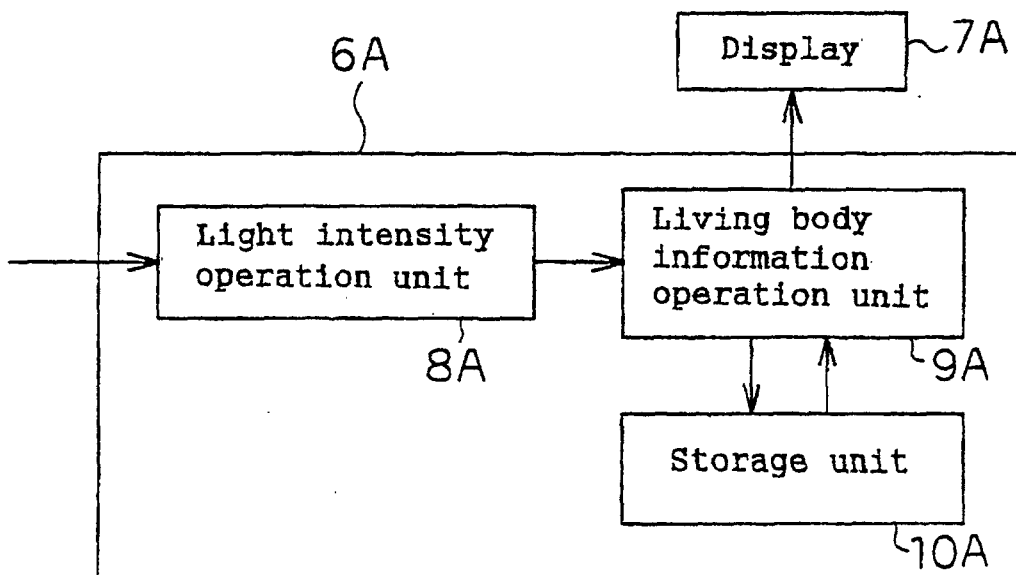 6A
Display
7A
Light intensity
operation unit
8A
Living body
information
operation unit
9A
Storage unit
10A